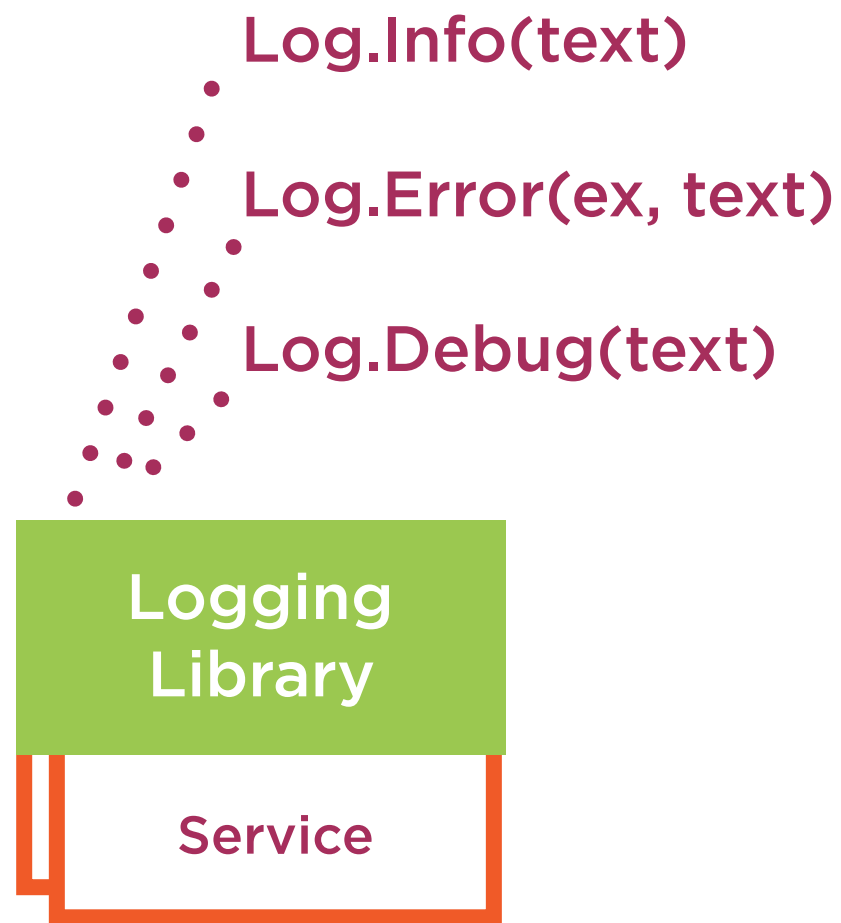 Log.Info(text)
Log.Error(ex, text)
Log.Debug(text)
Logging
Library
Service